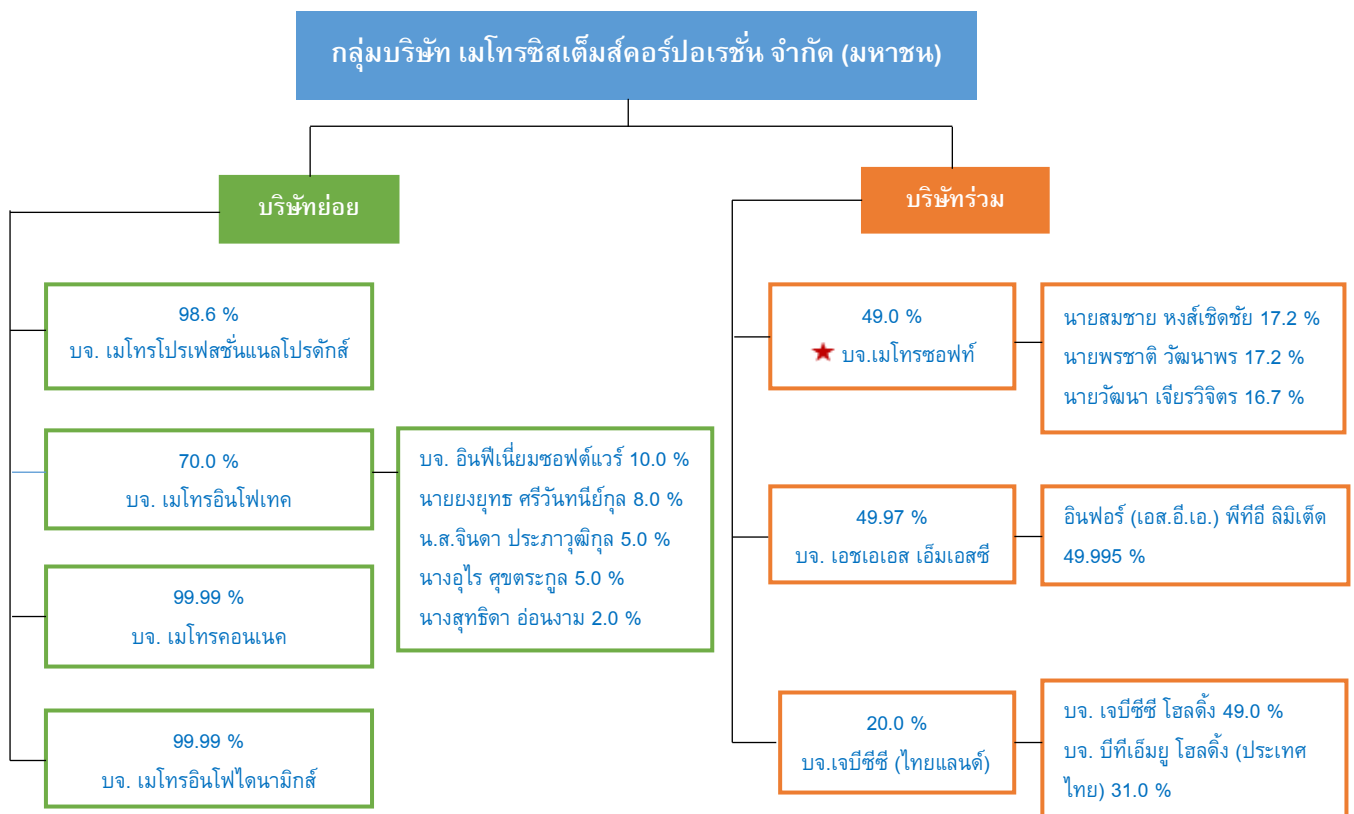 กลุ่มบริษัท เมโทรซิสเต็มส์คอร์ปอเรชั่น จำกัด (มหาชน)
บริษัทย่อย
98.6 %
บจ. เมโทรโปรเฟสชั่นแนลโปรดักส์
70.0 %
บจ. เมโทรอินโฟเทค
บจ. อินฟีเนี่ยมซอฟต์แวร์ 10.0 %
นายยงยุทธ ศรีวันทนีย์กุล 8.0 %
น.ส.จินดา ประภาวุฒิกุล 5.0 %
นางอุไร ศุขตระกูล 5.0 %
นางสุทธิดา อ่อนงาม 2.0 %
99.99 %
บจ. เมโทรคอนเนค
99.99 %
บจ. เมโทรอินโฟไดนามิกส์
บริษัทร่วม
49.0 %
บจ.เมโทรซอฟท์
นายสมชาย หงส์เชิดชัย 17.2 %
นายพรชาติ วัฒนาพร 17.2 %
นายวัฒนา เจียรวิจิตร 16.7 %
49.97 %
บจ. เอชเอเอส เอ็มเอสซี
อินฟอร์ (เอส.อี.เอ.) พีทีอี ลิมิเต็ด
49.995 %
20.0 %
บจ.เจบีซีซี (ไทยแลนด์)
บจ. เจบีซีซี โฮลดิ้ง 49.0 %
บจ. บีทีเอ็มยู โฮลดิ้ง (ประเทศ
ไทย) 31.0 %